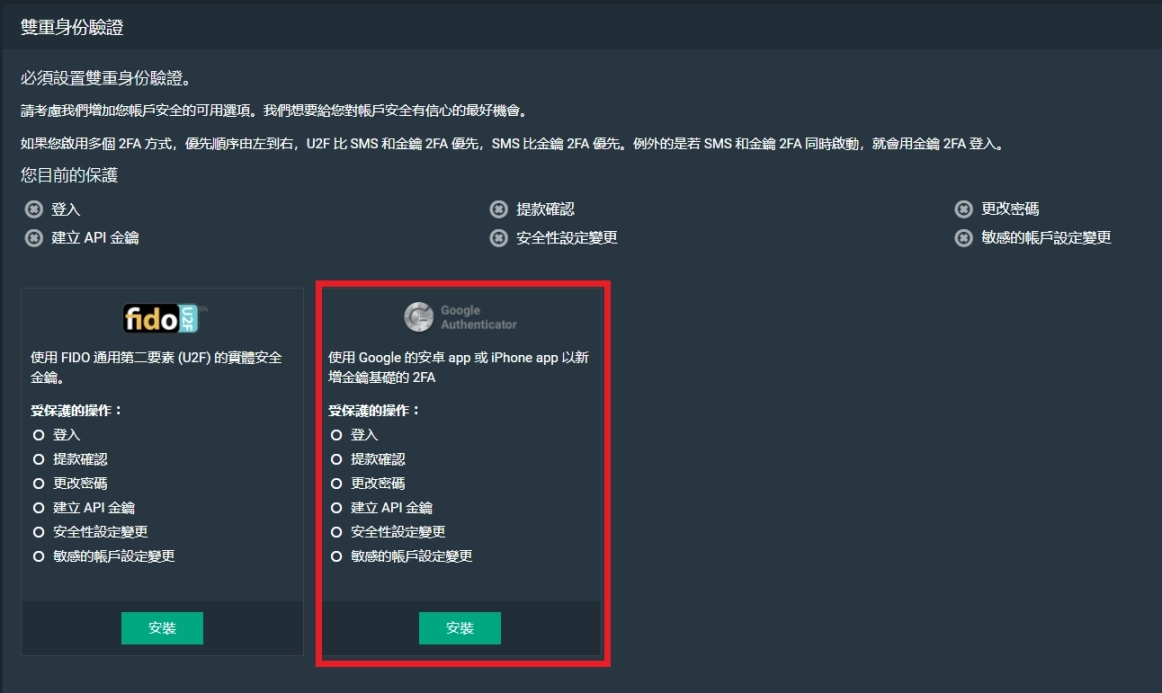 雙重身份驗證
必須設置雙重身份驗證。
請考慮我們增加您帳戶安全的可用選項。我們想要給您對帳戶安全有信心的最好機會。
如果您啟用多個 2FA 方式，優先順序由左到右，U2F 比 SMS 和金鑰 2FA 優先，SMS 比金鑰 2FA 優先。例外的是若 SMS 和金鑰 2FA 同時啟動，就會用金鑰 2FA 登入。
您目前的保護
登入
提款確認
更改密碼
建立 API 金鑰
安全性設定變更
敏感的帳戶設定變更
fido U2F
使用 FIDO 通用第二要素 (U2F) 的實體安全
金鑰。
受保護的操作：
登入
提款確認
更改密碼
建立 API 金鑰
安全性設定變更
敏感的帳戶設定變更
安裝
Google
Authenticator
使用 Google 的安卓 app 或 iPhone app 以新
增金鑰基礎的 2FA
受保護的操作：
登入
提款確認
更改密碼
建立 API 金鑰
安全性設定變更
敏感的帳戶設定變更
安裝